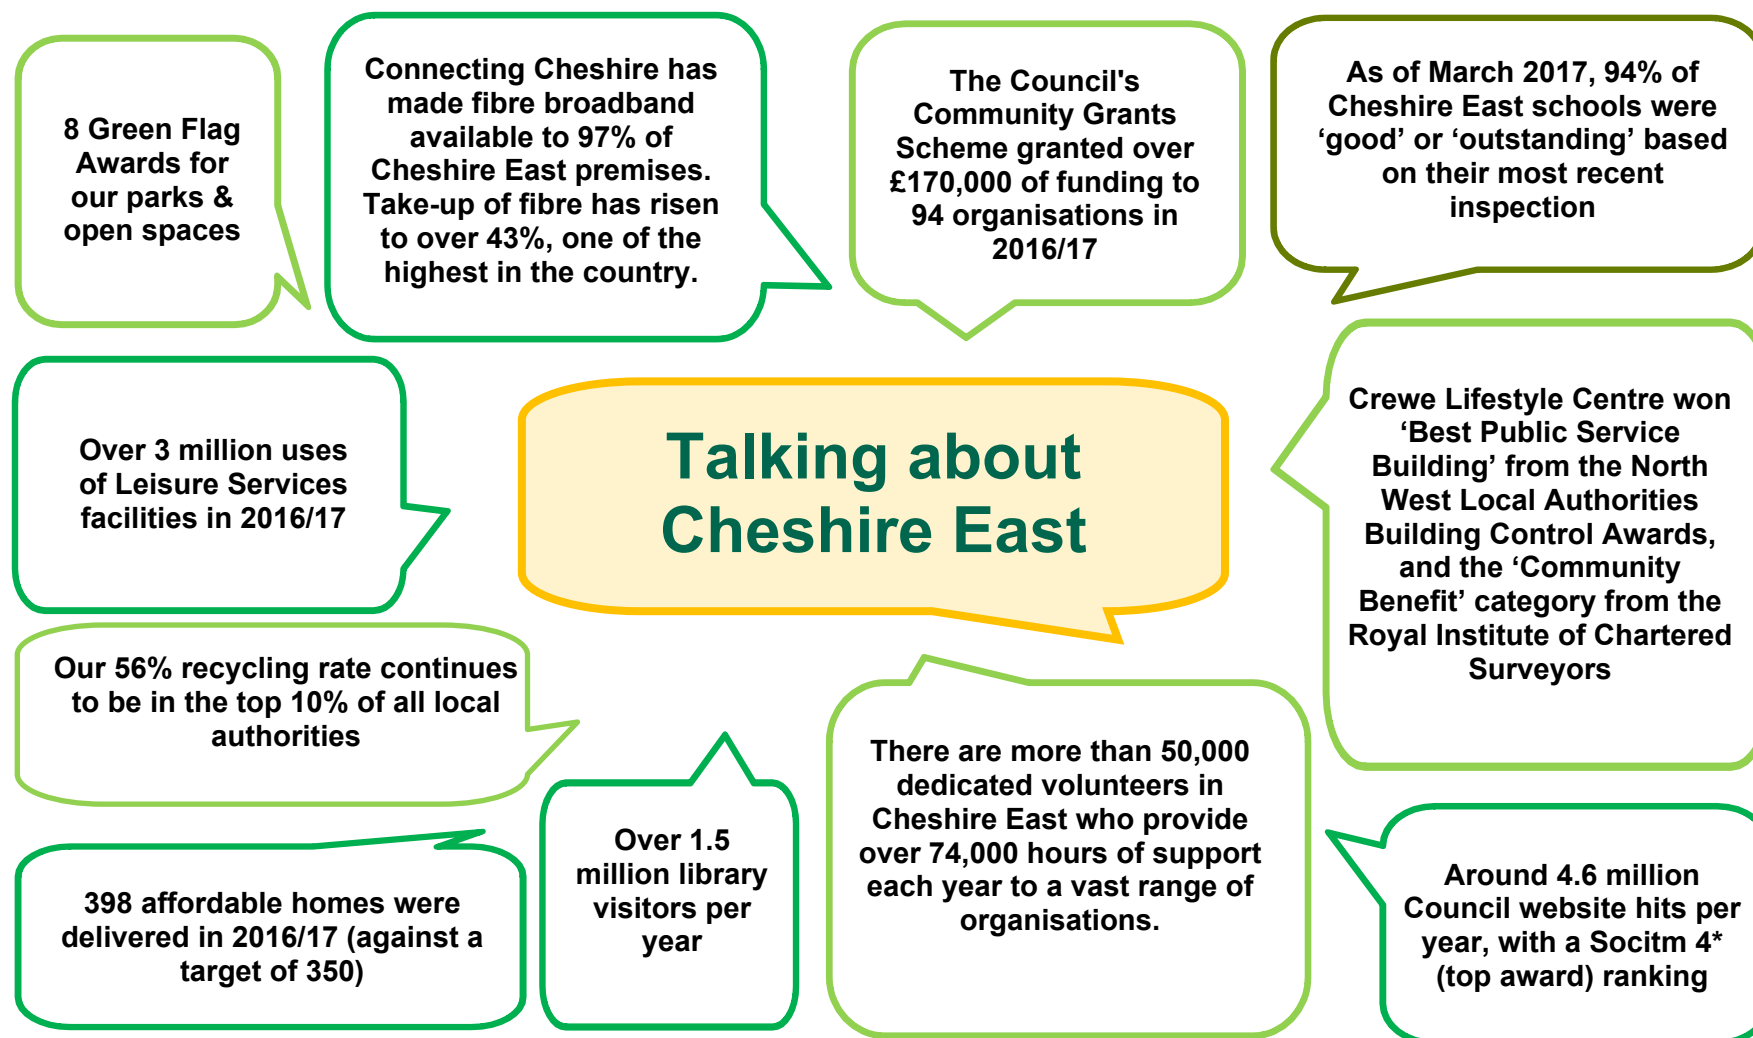 8 Green Flag
Awards for
our parks &
open spaces
Connecting Cheshire has
made fibre broadband
available to 97% of
Cheshire East premises.
Take-up of fibre has risen
to over 43%, one of the
highest in the country.
The Council's
Community Grants
Scheme granted over
£170,000 of funding to
94 organisations in
2016/17
As of March 2017, 94% of
Cheshire East schools were
‘good’ or ‘outstanding’ based
on their most recent
inspection
Over 3 million uses
of Leisure Services
facilities in 2016/17
Talking about
Cheshire East
Crewe Lifestyle Centre won
‘Best Public Service
Building’ from the North
West Local Authorities
Building Control Awards,
and the ‘Community
Benefit’ category from the
Royal Institute of Chartered
Surveyors
Our 56% recycling rate continues
to be in the top 10% of all local
authorities
398 affordable homes were
delivered in 2016/17 (against a
target of 350)
Over 1.5
million library
visitors per
year
There are more than 50,000
dedicated volunteers in
Cheshire East who provide
over 74,000 hours of support
each year to a vast range of
organisations.
Around 4.6 million
Council website hits per
year, with a Socitm 4*
(top award) ranking